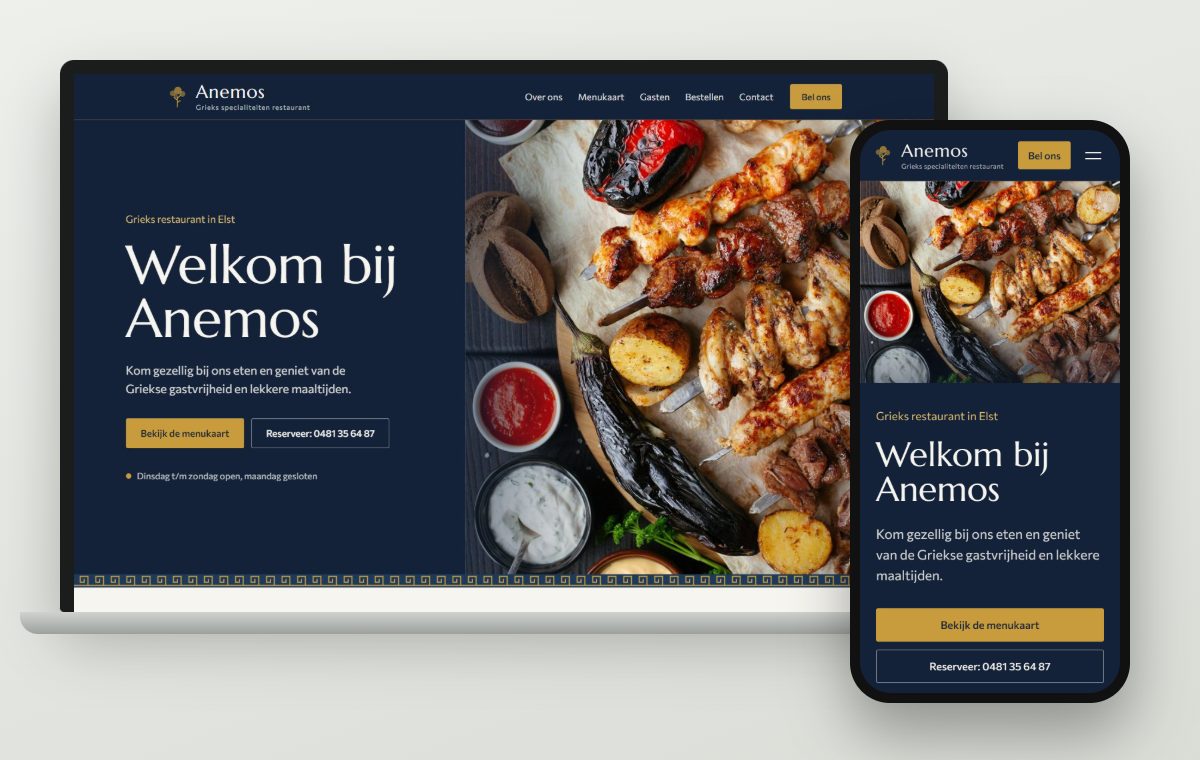 Anemos
Grieks specialiteiten restaurant
Over ons Menukaart Gasten Bestellen Contact Bel ons
Grieks restaurant in Elst
Welkom bij
Anemos
Kom gezellig bij ons eten en geniet van de
Griekse gastvrijheid en lekkere maaltijden.
Bekijk de menukaart Reserveer: 0481 35 64 87
Dinsdag t/m zondag open, maandag gesloten
Anemos
Grieks specialiteiten restaurant
Bel ons
Grieks restaurant in Elst
Welkom bij
Anemos
Kom gezellig bij ons eten en geniet
van de Griekse gastvrijheid en lekkere
maaltijden.
Bekijk de menukaart
Reserveer: 0481 35 64 87